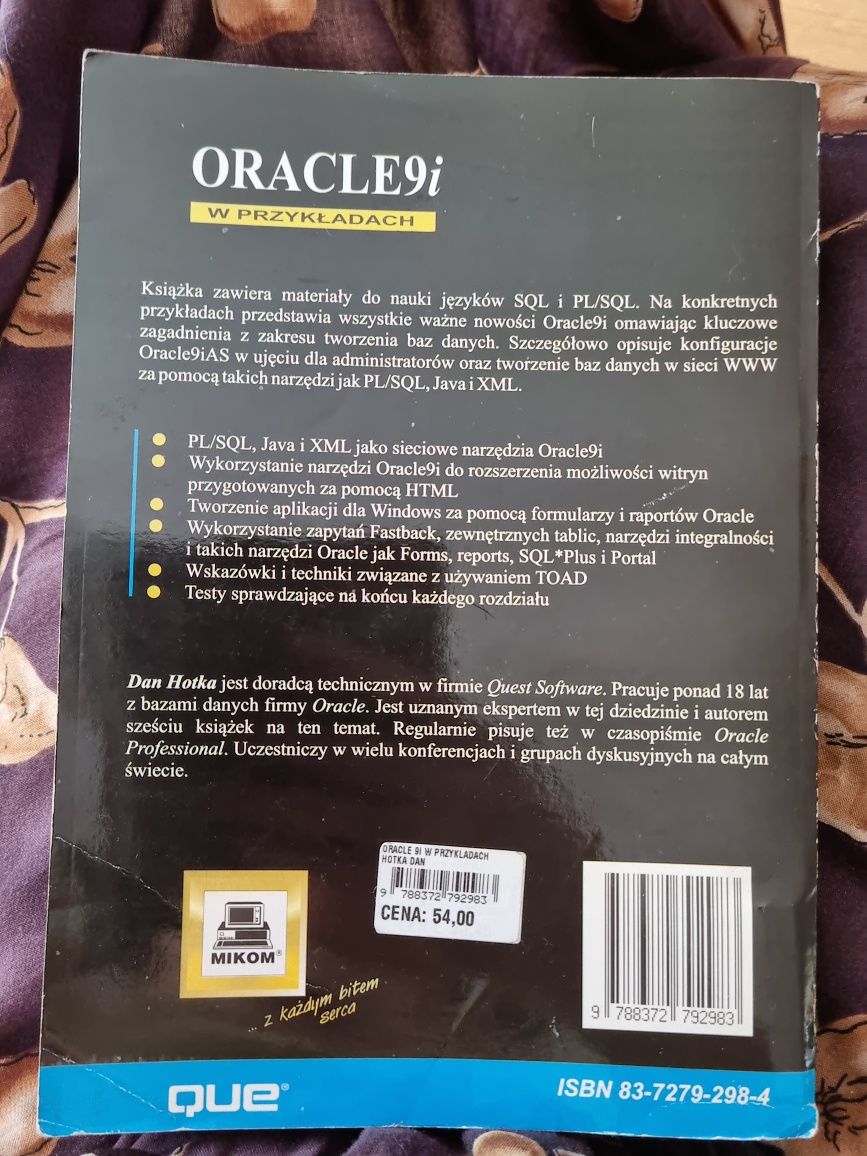 ORACLE9i
W PRZYKŁADACH
Książka zawiera materiały do nauki języków SQL i PL/SQL. Na konkretnych
przykładach przedstawia wszystkie ważne nowości Oracle9i omawiając kluczowe
zagadnienia z zakresu tworzenia baz danych. Szczegółowo opisuje konfiguracje
Oracle9iAS w ujęciu dla administratorów oraz tworzenie baz danych w sieci WWW
za pomocą takich narzędzi jak PL/SQL, Java i XML.
PL/SQL, Java i XML jako sieciowe narzędzia Oracle9i
Wykorzystanie narzędzi Oracle9i do rozszerzenia możliwości witryn
przygotowanych za pomocą HTML
Tworzenie aplikacji dla Windows za pomocą formularzy i raportów Oracle
Wykorzystanie zapytań Fastback, zewnętrznych tablic, narzędzi integralności
i takich narzędzi Oracle jak Forms, reports, SQL*Plus i Portal
Wskazówki i techniki związane z używaniem TOAD
Testy sprawdzające na końcu każdego rozdziału
Dan Hotka jest doradcą technicznym w firmie Quest Software. Pracuje ponad 18 lat
z bazami danych firmy Oracle. Jest uznanym ekspertem w tej dziedzinie i autorem
sześciu książek na ten temat. Regularnie pisuje też w czasopiśmie Oracle
Professional. Uczestniczy w wielu konferencjach i grupach dyskusyjnych na całym
świecie.
ORACLE 9I W PRZYKLADACH
HOTKA DAN
9 788372 792983
CENA: 54,00
MIKOM®
... z każdym bitem
serca
9 788372 792983
QUE®
ISBN 83-7279-298-4